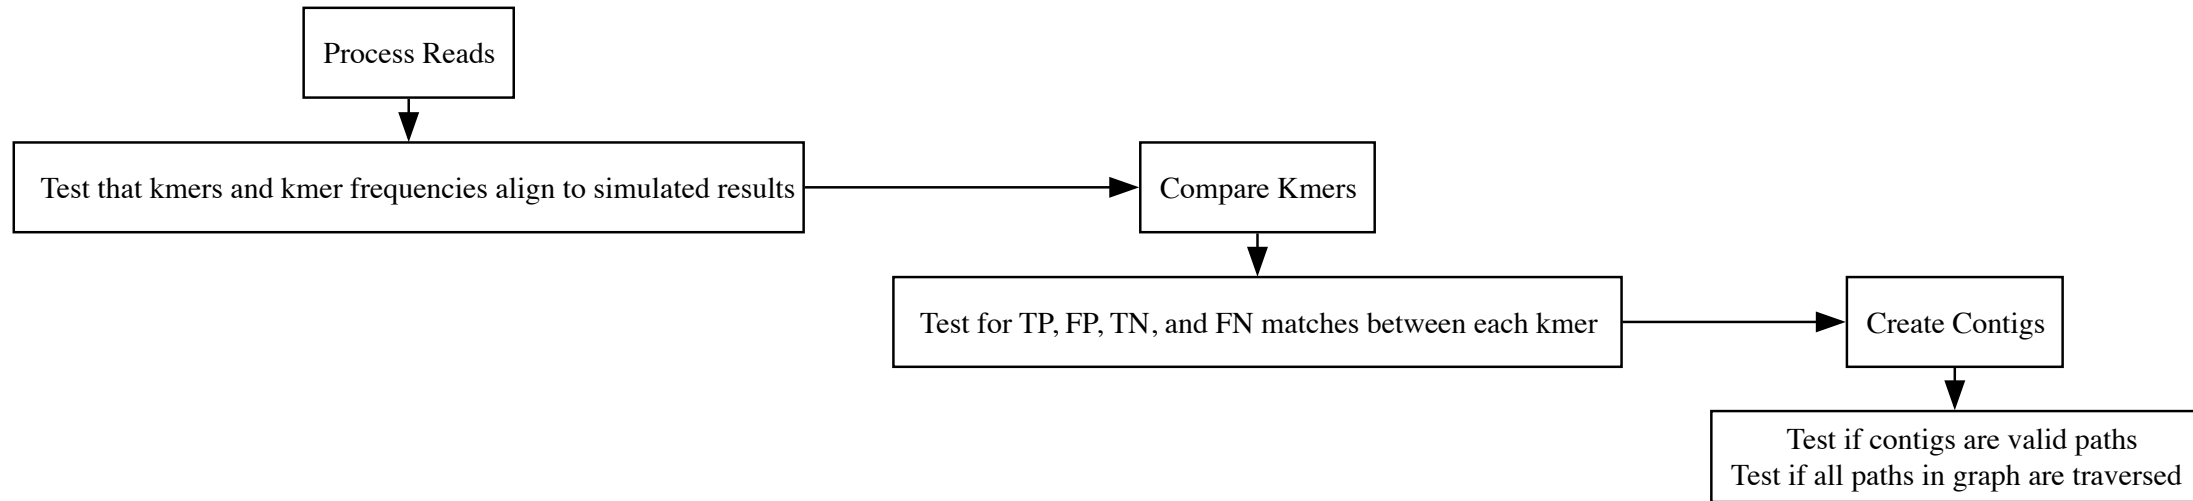 Process Reads
Test that kmers and kmer frequencies align to simulated results
Compare Kmers
Test for TP, FP, TN, and FN matches between each kmer
Create Contigs
Test if contigs are valid paths
Test if all paths in graph are traversed